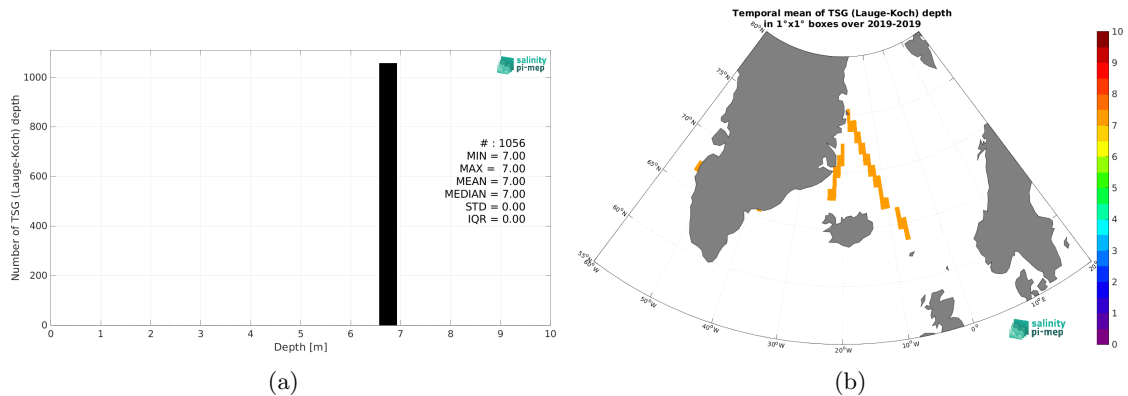 salinity
pi-mep
Number of TSG (Lauge-Koch) depth
1000
800
600
400
200
0
# : 1056
MIN = 7.00
MAX = 7.00
MEAN = 7.00
MEDIAN = 7.00
STD = 0.00
IQR = 0.00
0 1 2 3 4 5 6 7 8 9 10
Depth [m]
(a)
Temporal mean of TSG (Lauge-Koch) depth
in 1°x1° boxes over 2019-2019
80°N
75°N
70°N
65°N
60°N
55°N
60°W
50°W
40°W
30°W
20°W
10°W
0°
10°E
salinity
pi-mep
10
9
8
7
6
5
4
3
2
1
0
(b)